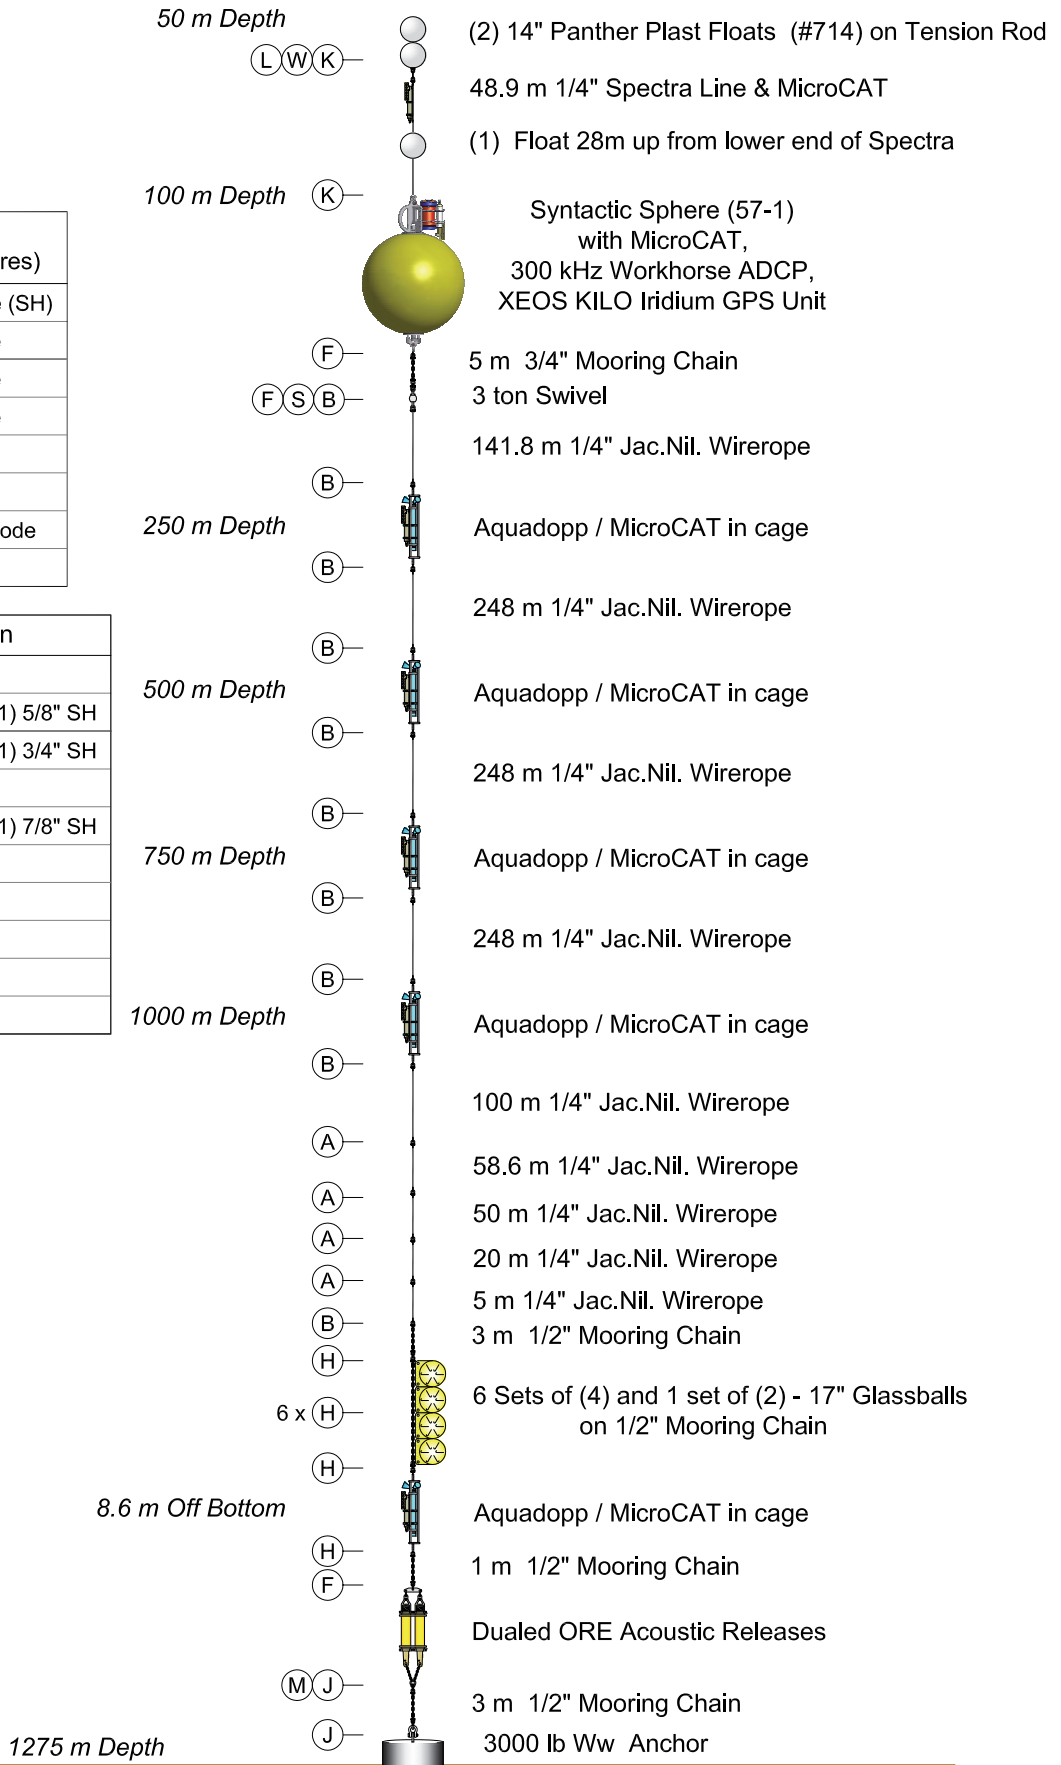 50 m Depth
(2) 14" Panther Plast Floats (#714) on Tension Rod
L W K
48.9 m 1/4" Spectra Line & MicroCAT
(1) Float 28m up from lower end of Spectra
100 m Depth
K
Syntactic Sphere (57-1)
with MicroCAT,
300 kHz Workhorse ADCP,
XEOS KILO Iridium GPS Unit
res)
(SH)
ode
F
5 m 3/4" Mooring Chain
F S B
3 ton Swivel
141.8 m 1/4" Jac.Nil. Wirerope
B
250 m Depth
Aquadopp / MicroCAT in cage
B
248 m 1/4" Jac.Nil. Wirerope
n
1) 5/8" SH
1) 3/4" SH
1) 7/8" SH
B
500 m Depth
Aquadopp / MicroCAT in cage
B
248 m 1/4" Jac.Nil. Wirerope
B
750 m Depth
Aquadopp / MicroCAT in cage
B
248 m 1/4" Jac.Nil. Wirerope
B
1000 m Depth
Aquadopp / MicroCAT in cage
B
100 m 1/4" Jac.Nil. Wirerope
A
58.6 m 1/4" Jac.Nil. Wirerope
A
50 m 1/4" Jac.Nil. Wirerope
A
20 m 1/4" Jac.Nil. Wirerope
A
5 m 1/4" Jac.Nil. Wirerope
B
3 m 1/2" Mooring Chain
H
6 Sets of (4) and 1 set of (2) - 17" Glassballs
on 1/2" Mooring Chain
6 x H
H
8.6 m Off Bottom
Aquadopp / MicroCAT in cage
H
1 m 1/2" Mooring Chain
F
Dualed ORE Acoustic Releases
M J
3 m 1/2" Mooring Chain
J
3000 lb Ww Anchor
1275 m Depth